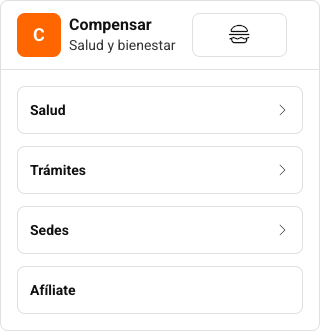 C
Compensar
Salud y bienestar
Salud
Trámites
Sedes
Afíliate